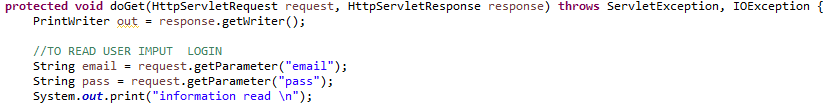 protected void doGet(HttpServletRequest request, HttpServletResponse response) throws ServletException, IOException {
PrintWriter out = response.getWriter();
//TO READ USER IMPUT  LOGIN
String email = request.getParameter("email");
String pass = request.getParameter("pass");
System.out.print("information read \n");